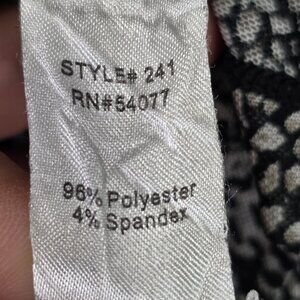 STYLE# 241
RN#54077
96% Polyester
4% Spandex